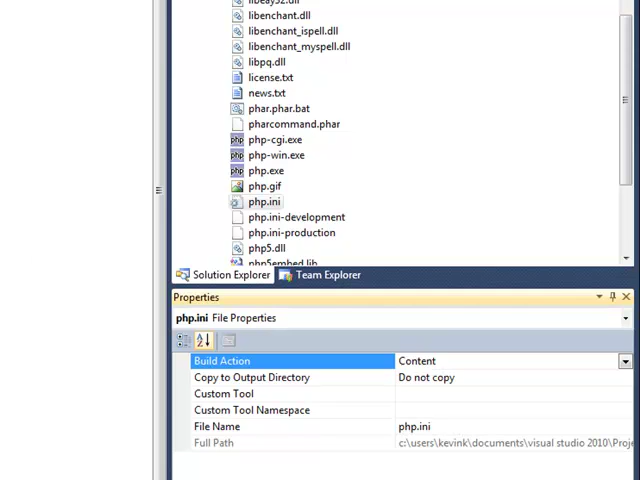 libeay32.dll
libenchant.dll
libenchant_ispell.dll
libenchant_myspell.dll
libpq.dll
license.txt
news.txt
phar.phar.bat
pharcommand.phar
php php-cgi.exe
php php-win.exe
php php.exe
php.gif
php.ini
php.ini-development
php.ini-production
php5.dll
php5embed.lib
Solution Explorer Team Explorer
Properties
php.ini File Properties
Build Action Content
Copy to Output Directory Do not copy
Custom Tool
Custom Tool Namespace
File Name php.ini
Full Path c:\users\kevink\documents\visual studio 2010\Proje